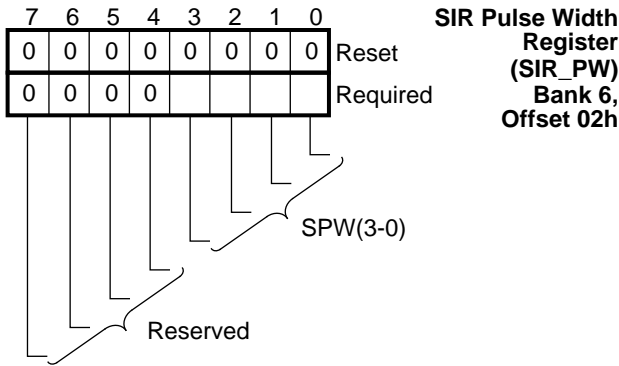 7 6 5 4 3 2 1 0
0 0 0 0 0 0 0 0 Reset
0 0 0 0 Required
SIR Pulse Width
Register
(SIR_PW)
Bank 6,
Offset 02h
SPW(3-0)
Reserved